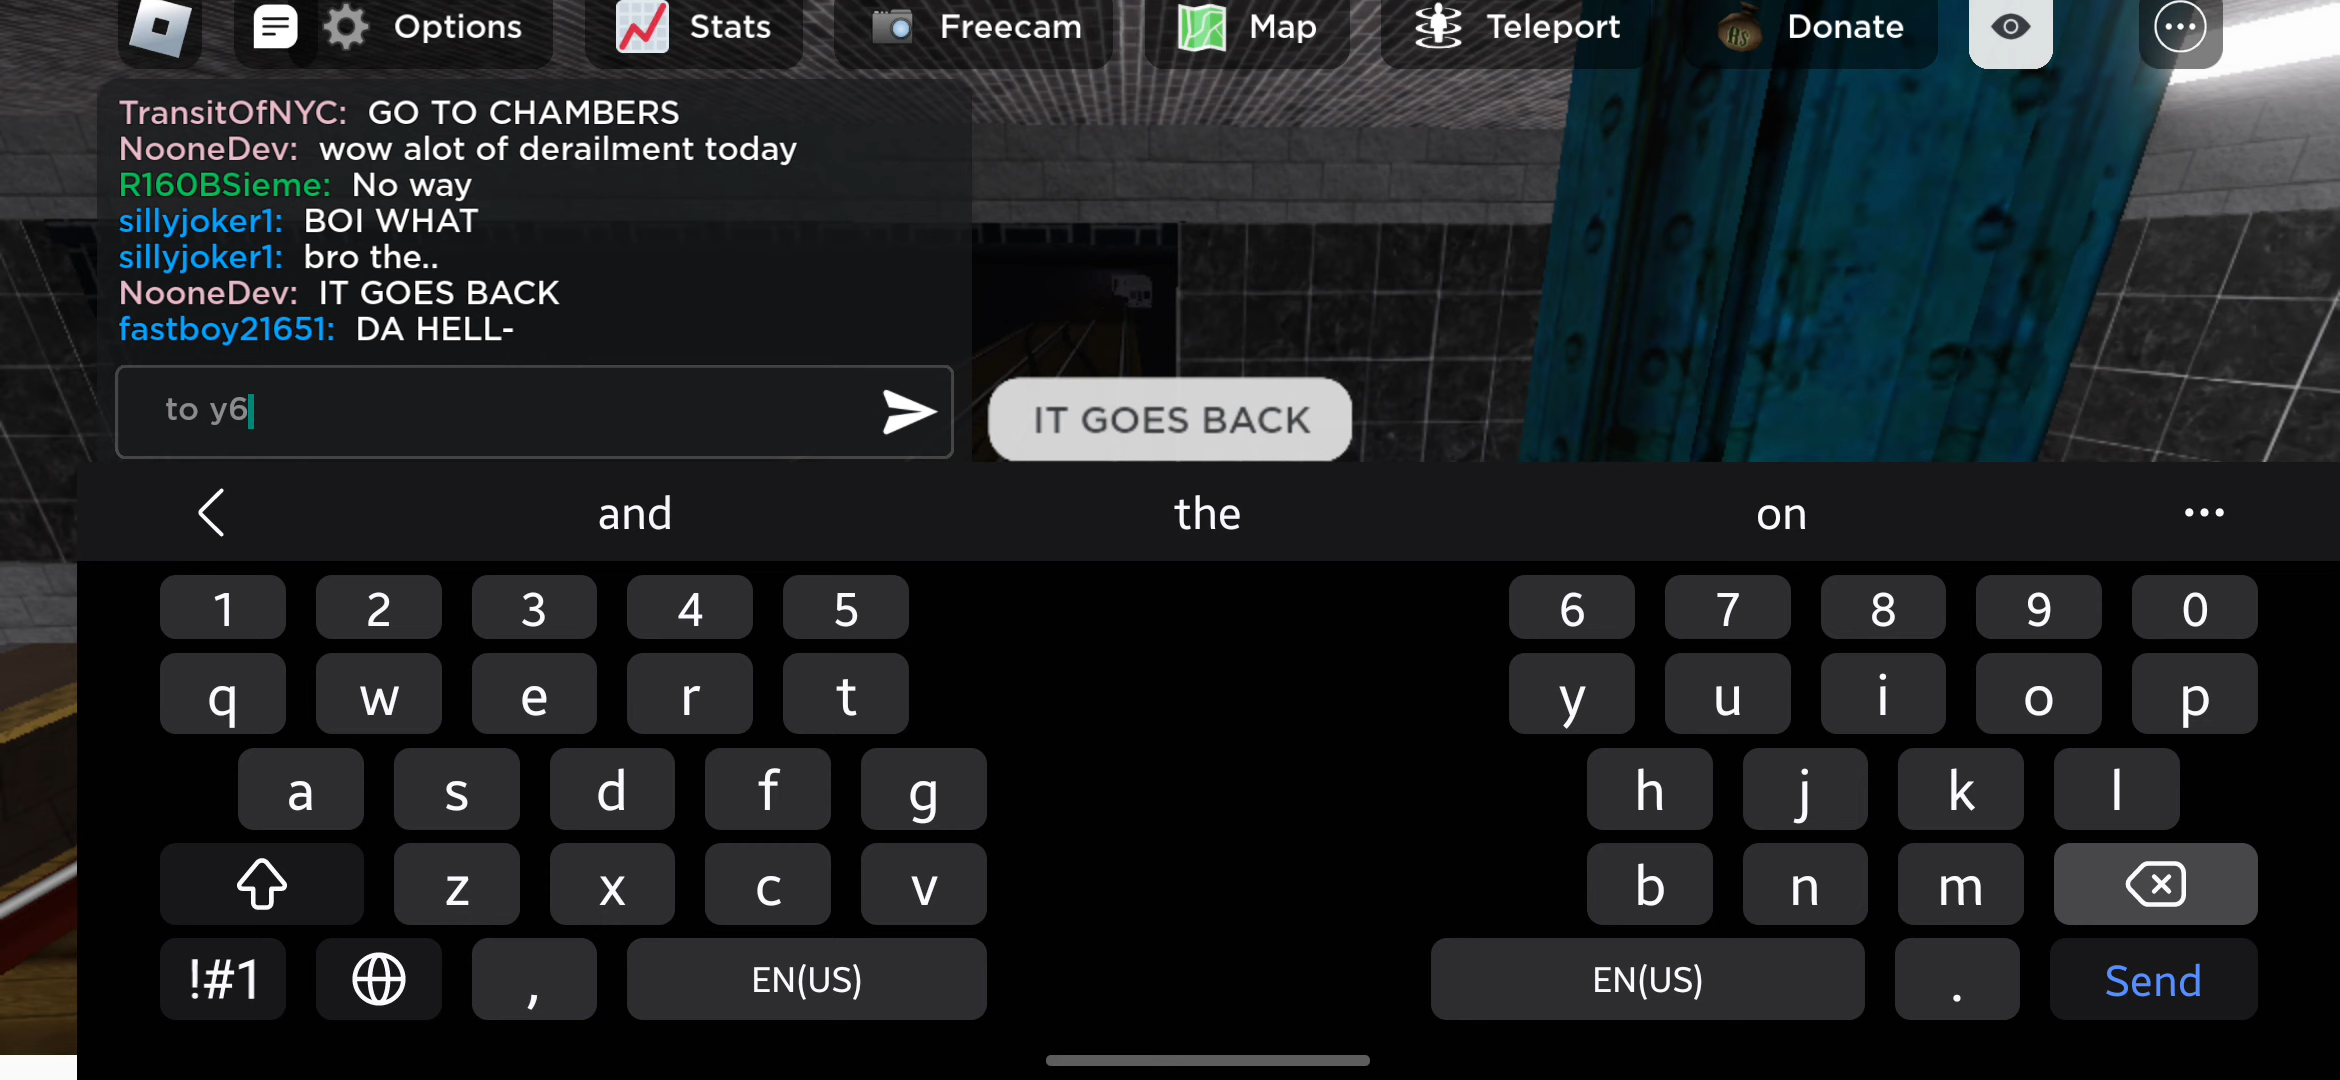 Options Stats Freecam Map Teleport Donate
TransitOfNYC: GO TO CHAMBERS
NooneDev: wow alot of derailment today
R160BSieme: No way
sillyjoker1: BOI WHAT
sillyjoker1: bro the..
NooneDev: IT GOES BACK
fastboy21651: DA HELL-
to y6
IT GOES BACK
and the on
1 2 3 4 5 6 7 8 9 0
q w e r t y u i o p
a s d f g h j k l
z x c v b n m
!#1 , EN(US) EN(US) . Send